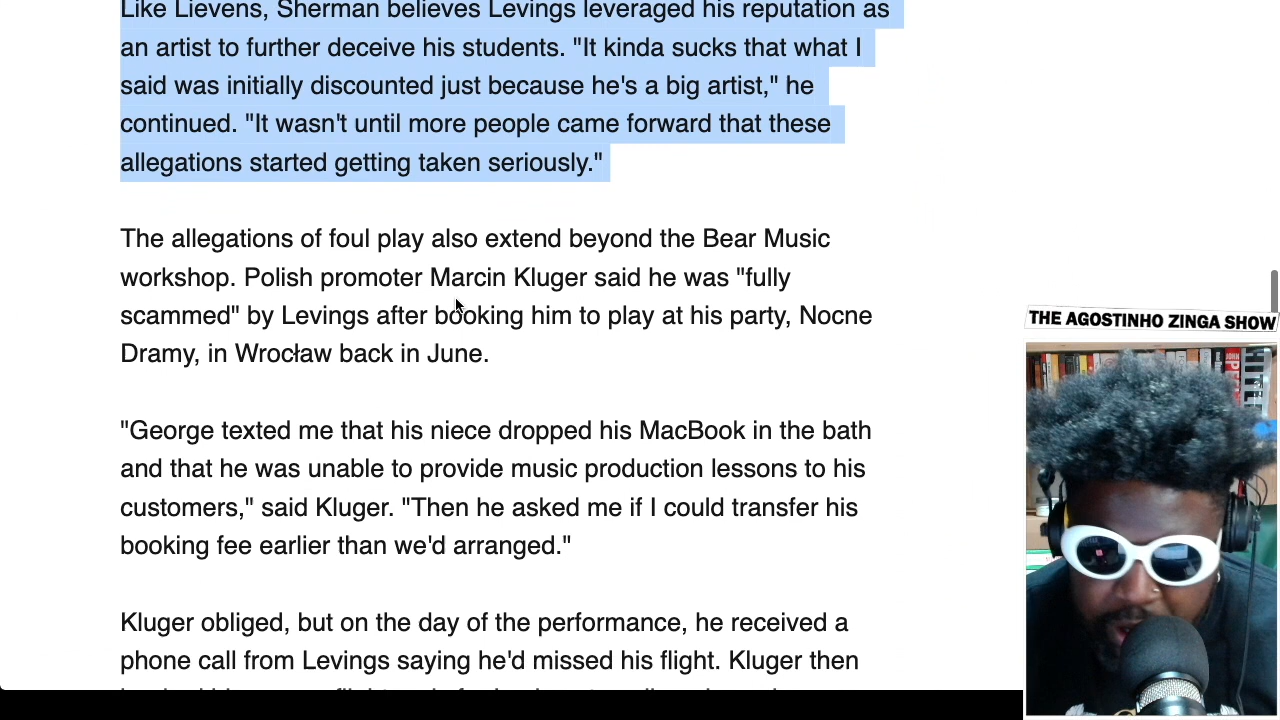 Like Lievens, Sherman believes Levings leveraged his reputation as
an artist to further deceive his students. "It kinda sucks that what I
said was initially discounted just because he's a big artist," he
continued. "It wasn't until more people came forward that these
allegations started getting taken seriously."
The allegations of foul play also extend beyond the Bear Music
workshop. Polish promoter Marcin Kluger said he was "fully
scammed" by Levings after booking him to play at his party, Nocne
Dramy, in Wrocław back in June.
"George texted me that his niece dropped his MacBook in the bath
and that he was unable to provide music production lessons to his
customers," said Kluger. "Then he asked me if I could transfer his
booking fee earlier than we'd arranged."
Kluger obliged, but on the day of the performance, he received a
phone call from Levings saying he'd missed his flight. Kluger then
THE AGOSTINHO ZINGA SHOW